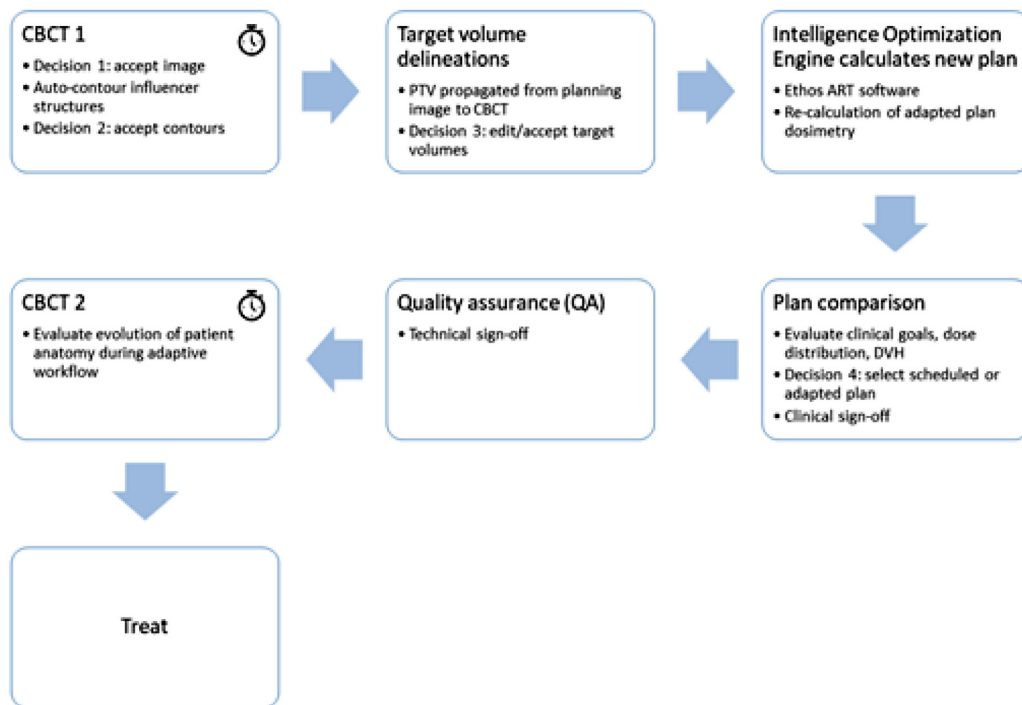 CBCT 1
• Decision 1: accept image
• Auto-contour influencer
structures
• Decision 2: accept contours
Target volume
delineations
• PTV propagated from planning
image to CBCT
• Decision 3: edit/accept target
volumes
Intelligence Optimization
Engine calculates new plan
• Ethos ART software
• Re-calculation of adapted plan
dosimetry
Plan comparison
• Evaluate clinical goals, dose
distribution, DVH
• Decision 4: select scheduled or
adapted plan
• Clinical sign-off
Quality assurance (QA)
• Technical sign-off
CBCT 2
• Evaluate evolution of patient
anatomy during adaptive
workflow
Treat